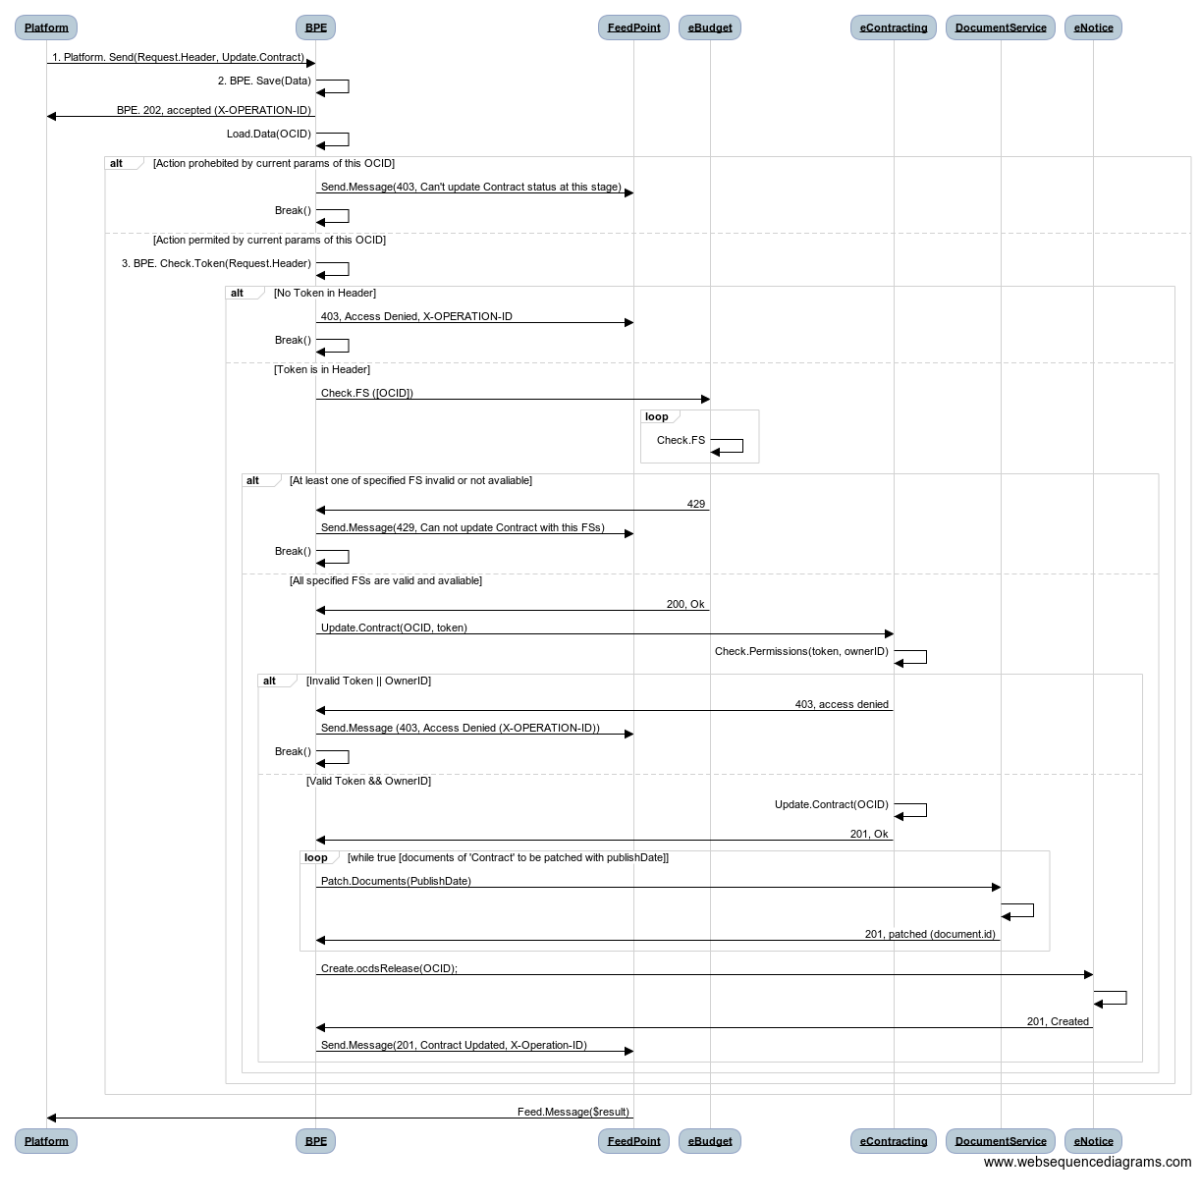 Platform BPE FeedPoint eBudget eContracting DocumentService eNotice
1. Platform. Send(Request.Header, Update.Contract)
2. BPE. Save(Data)
BPE. 202, accepted (X-OPERATION-ID)
Load.Data(OCID)
alt [Action prohebited by current params of this OCID]
Send.Message(403, Can't update Contract status at this stage)
Break()
[Action permited by current params of this OCID]
3. BPE. Check.Token(Request.Header)
alt [No Token in Header]
403, Access Denied, X-OPERATION-ID
Break()
[Token is in Header]
Check.FS ([OCID])
loop
Check.FS
alt [At least one of specified FS invalid or not avaliable]
429
Send.Message(429, Can not update Contract with this FSs)
Break()
[All specified FSs are valid and avaliable]
200, Ok
Update.Contract(OCID, token)
Check.Permissions(token, ownerID)
alt [Invalid Token || OwnerID]
403, access denied
Send.Message (403, Access Denied (X-OPERATION-ID))
Break()
[Valid Token && OwnerID]
Update.Contract(OCID)
201, Ok
loop [while true [documents of 'Contract' to be patched with publishDate]]
Patch.Documents(PublishDate)
201, patched (document.id)
Create.ocdsRelease(OCID);
201, Created
Send.Message(201, Contract Updated, X-Operation-ID)
Feed.Message($result)
Platform BPE FeedPoint eBudget eContracting DocumentService eNotice
www.websequencediagrams.com